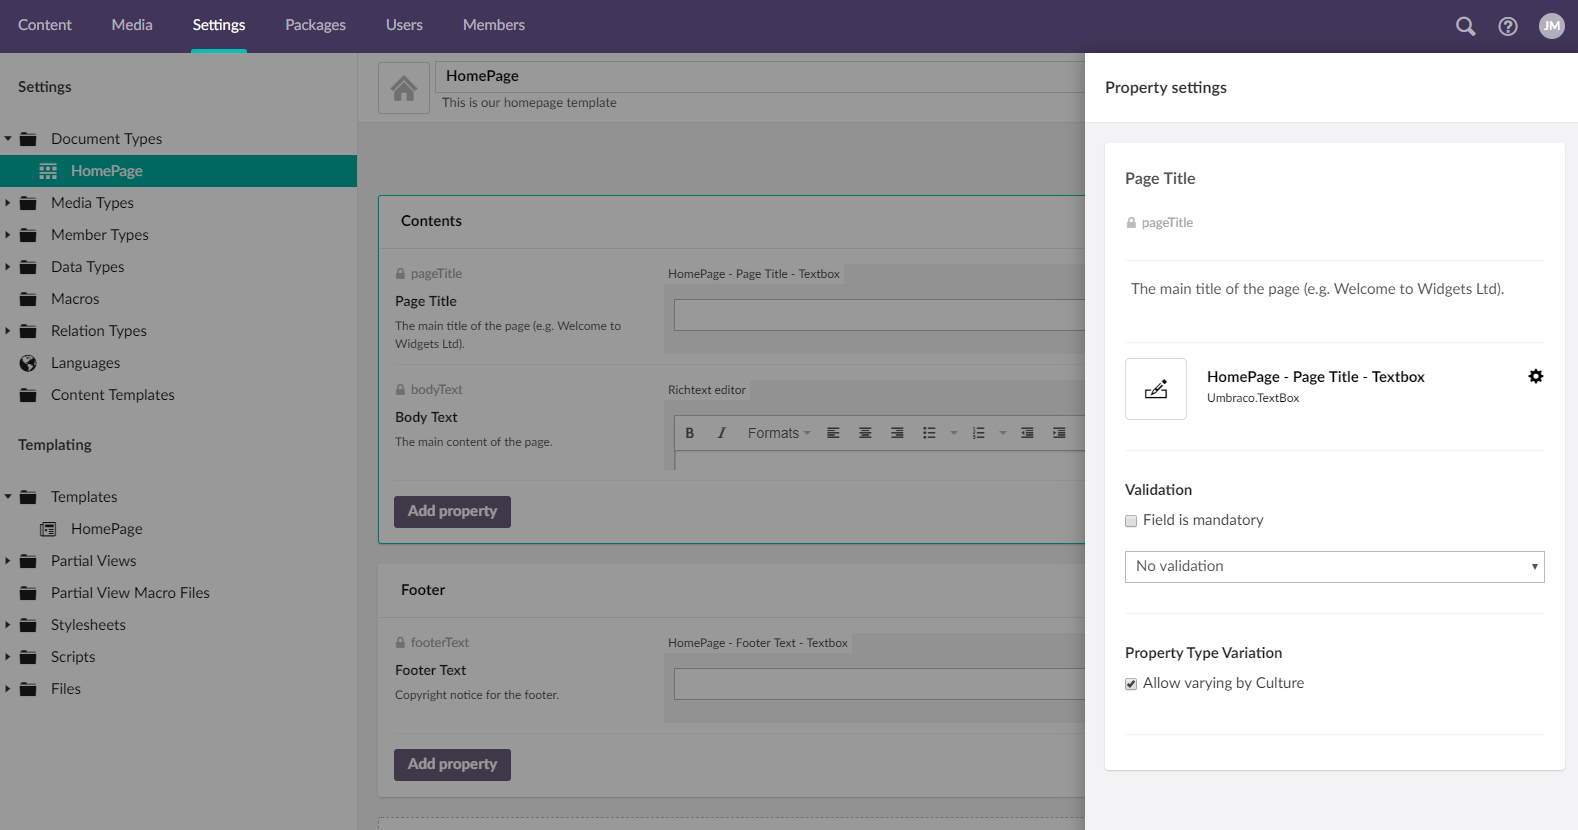 Content Media Settings Packages Users Members
JM
Settings
Document Types
HomePage
Media Types
Member Types
Data Types
Macros
Relation Types
Languages
Content Templates
Templating
Templates
HomePage
Partial Views
Partial View Macro Files
Stylesheets
Scripts
Files
HomePage
This is our homepage template
Contents
pageTitle
Page Title
The main title of the page (e.g. Welcome to
Widgets Ltd).
HomePage - Page Title - Textbox
bodyText
Body Text
The main content of the page.
Richtext editor
B I Formats
Add property
Footer
footerText
Footer Text
Copyright notice for the footer.
HomePage - Footer Text - Textbox
Add property
Property settings
Page Title
pageTitle
The main title of the page (e.g. Welcome to Widgets Ltd).
HomePage - Page Title - Textbox
Umbraco.TextBox
Validation
Field is mandatory
No validation
Property Type Variation
Allow varying by Culture